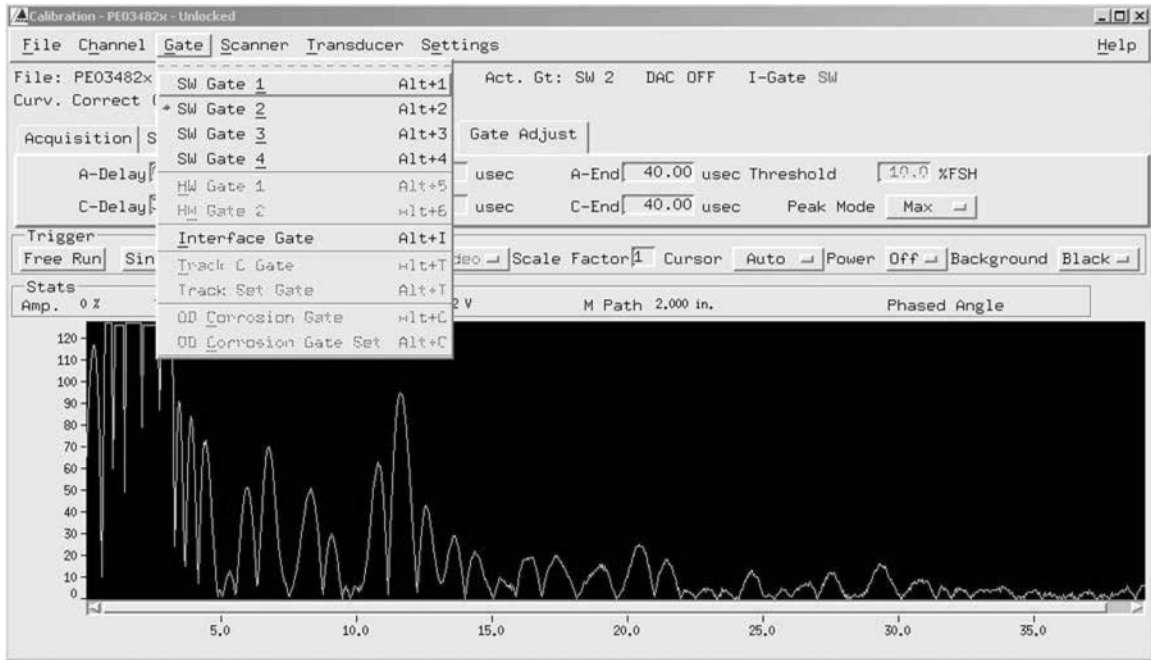 Calibration - PE03482x - Unlocked
File Channel Gate Scanner Transducer Settings Help
File: PE03482x Act. Gt: SW 2 DAC OFF I-Gate SW
Curv. Correct
Acquisition S Gate Adjust
SW Gate 1 Alt+1
SW Gate 2 Alt+2
SW Gate 3 Alt+3
SW Gate 4 Alt+4
HW Gate 1 Alt+5
HW Gate 2 Alt+6
Interface Gate Alt+I
Track C Gate Alt+T
Track Set Gate Alt+T
OD Corrosion Gate Alt+C
OD Corrosion Gate Set Alt+C
A-Delay usec A-End 40.00 usec Threshold 10.0 %FSH
C-Delay usec C-End 40.00 usec Peak Mode Max
Trigger
Free Run Sin deo Scale Factor 1 Cursor Auto Power Off Background Black
Stats
Amp. 0 % 2 V M Path 2.000 in. Phased Angle
120
110
100
90
80
70
60
50
40
30
20
10
0
5.0 10.0 15.0 20.0 25.0 30.0 35.0